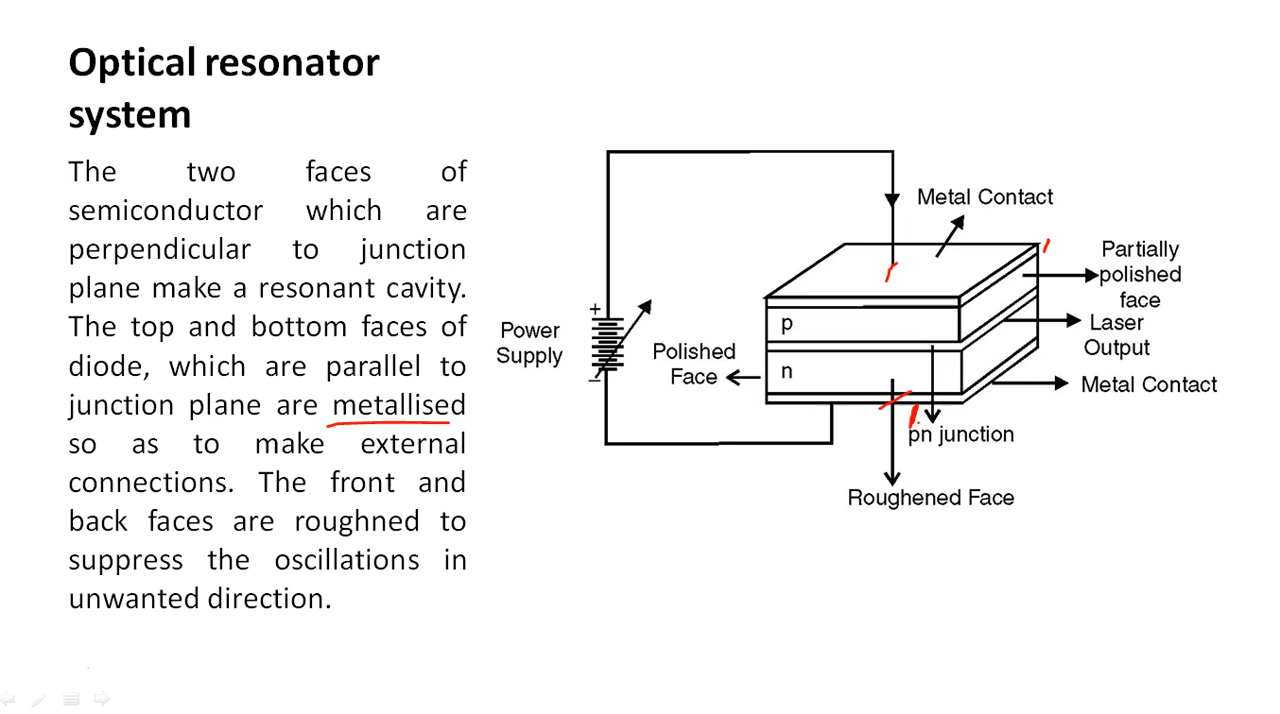 Optical resonator
system
The two faces of
semiconductor which are
perpendicular to junction
plane make a resonant cavity.
The top and bottom faces of
diode, which are parallel to
junction plane are metallised
so as to make external
connections. The front and
back faces are roughned to
suppress the oscillations in
unwanted direction.
Metal Contact
Partially
polished
face
+
Power
Supply
–
p
Laser
Output
Polished
Face
n
Metal Contact
pn junction
Roughened Face